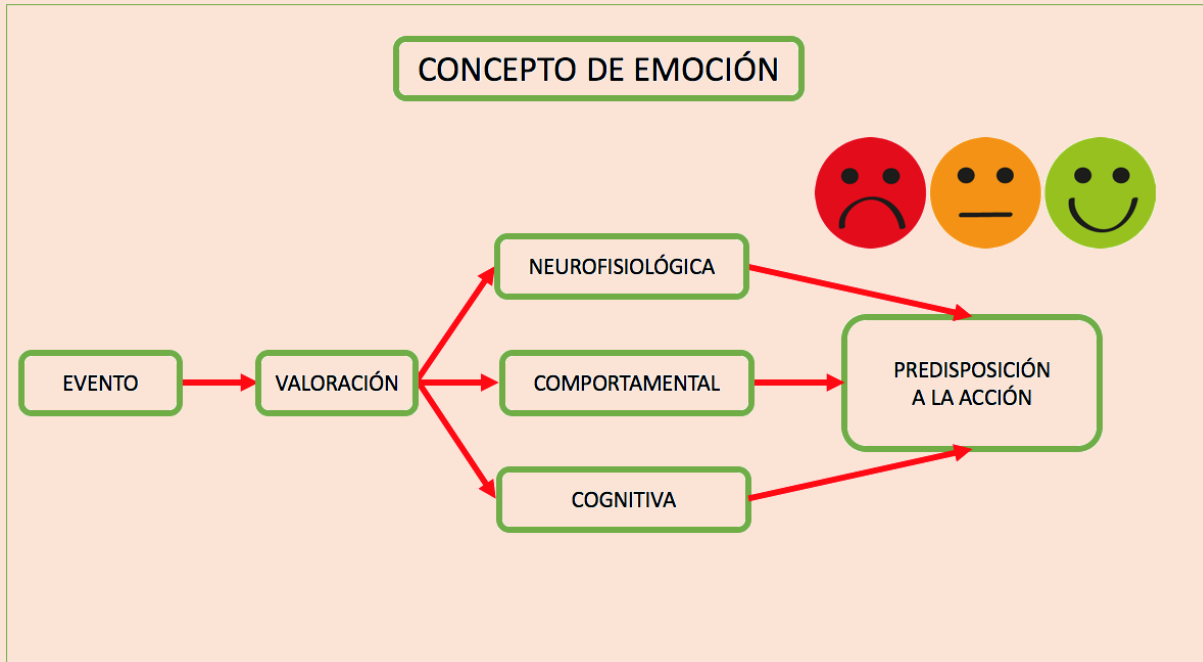 CONCEPTO DE EMOCIÓN
NEUROFISIOLÓGICA
EVENTO
VALORACIÓN
COMPORTAMENTAL
PREDISPOSICIÓN
A LA ACCIÓN
COGNITIVA